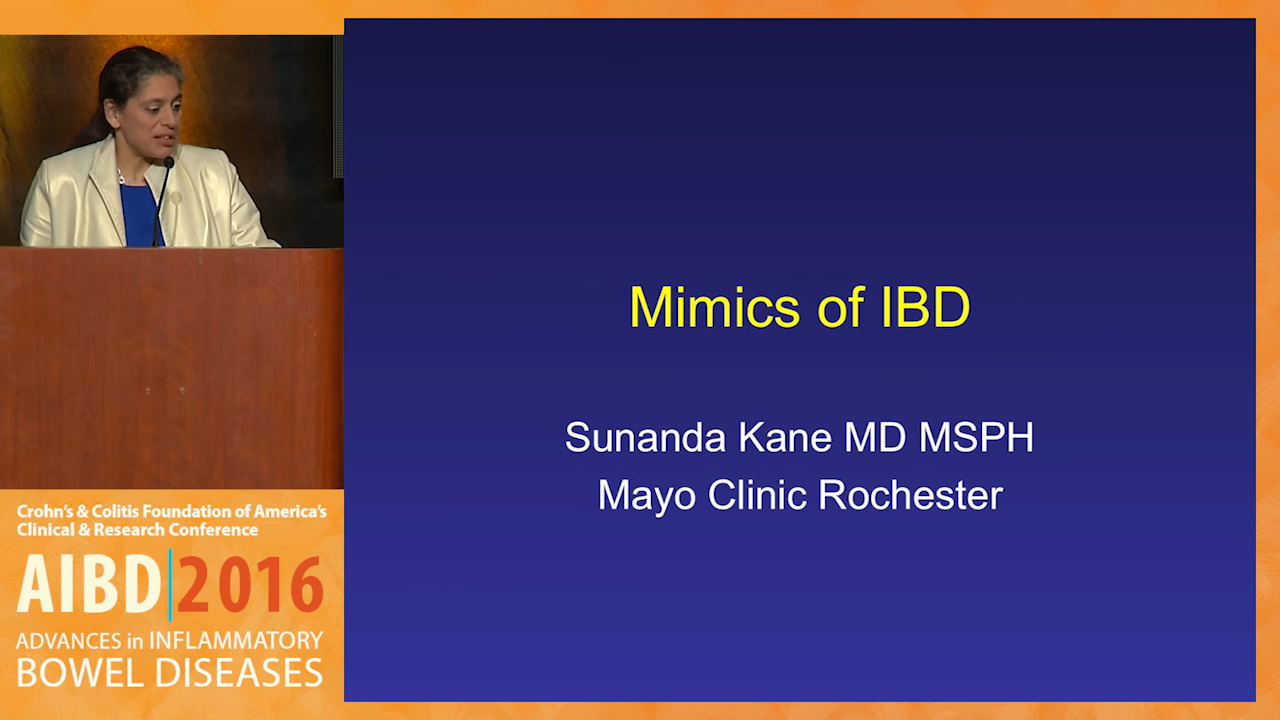 Mimics of IBD
Sunanda Kane MD MSPH
Mayo Clinic Rochester
Crohn's & Colitis Foundation of America's
Clinical & Research Conference
AIBD|2016
ADVANCES in INFLAMMATORY
BOWEL DISEASES